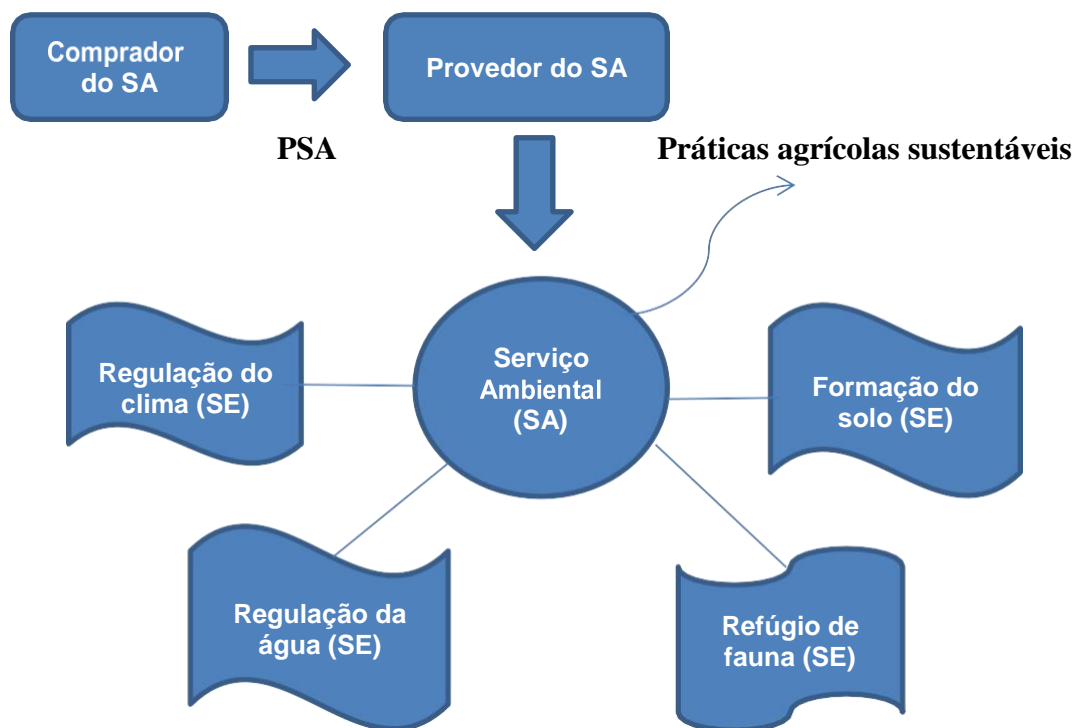 Comprador
do SA
Provedor do SA
PSA
Práticas agrícolas sustentáveis
Serviço
Ambiental
(SA)
Regulação do
clima (SE)
Formação do
solo (SE)
Regulação da
água (SE)
Refúgio de
fauna (SE)